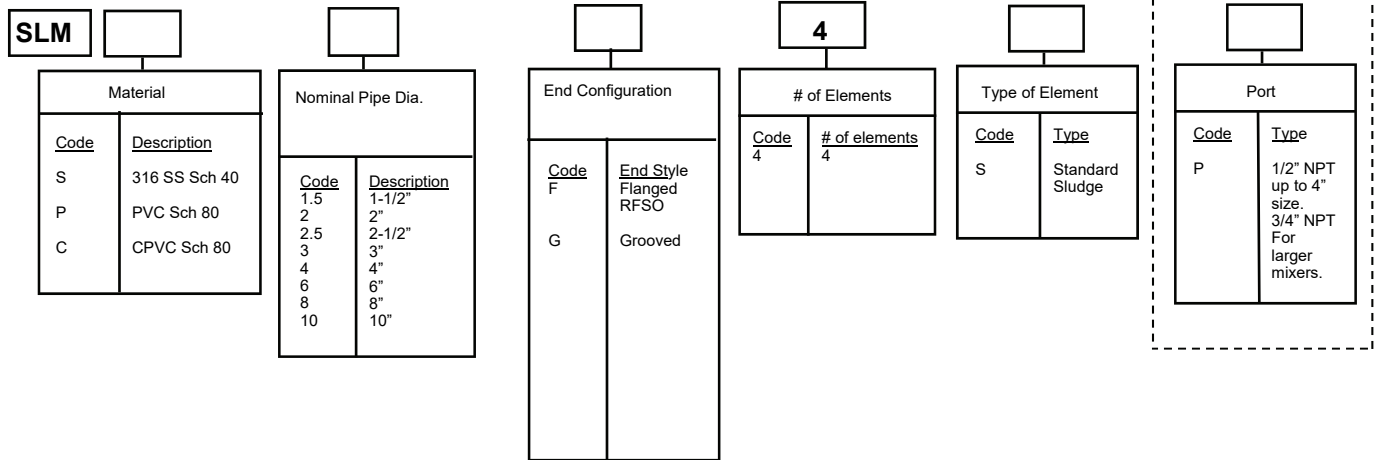 SLM
4
Material
Code Description
S 316 SS Sch 40
P PVC Sch 80
C CPVC Sch 80
Nominal Pipe Dia.
Code Description
1.5 1-1/2”
2 2”
2.5 2-1/2”
3 3”
4 4”
6 6”
8 8”
10 10”
End Configuration
Code End Style
F Flanged
RFSO
G Grooved
# of Elements
Code # of elements
4 4
Type of Element
Code Type
S Standard
Sludge
Port
Code Type
P 1/2” NPT
up to 4”
size.
3/4” NPT
For
larger
mixers.